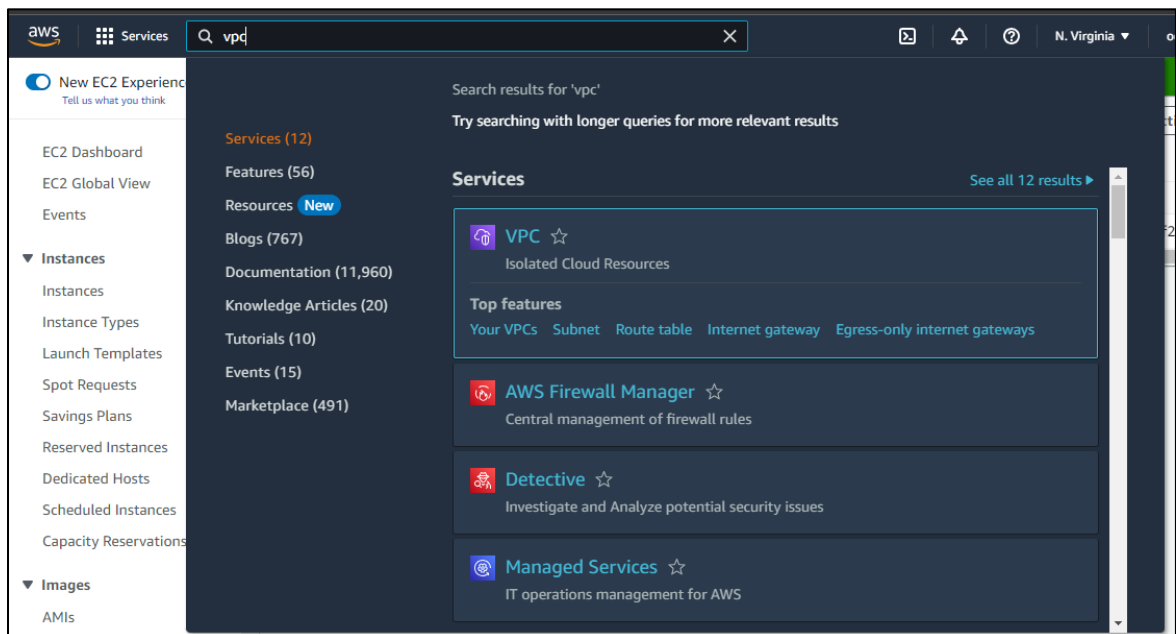 aws
Services
vpc
N. Virginia
New EC2 Experienc
Tell us what you think
EC2 Dashboard
EC2 Global View
Events
Instances
Instances
Instance Types
Launch Templates
Spot Requests
Savings Plans
Reserved Instances
Dedicated Hosts
Scheduled Instances
Capacity Reservations
Images
AMIs
Services (12)
Features (56)
Resources New
Blogs (767)
Documentation (11,960)
Knowledge Articles (20)
Tutorials (10)
Events (15)
Marketplace (491)
Search results for 'vpc'
Try searching with longer queries for more relevant results
Services
See all 12 results
VPC
Isolated Cloud Resources
Top features
Your VPCs Subnet Route table Internet gateway Egress-only internet gateways
AWS Firewall Manager
Central management of firewall rules
Detective
Investigate and Analyze potential security issues
Managed Services
IT operations management for AWS